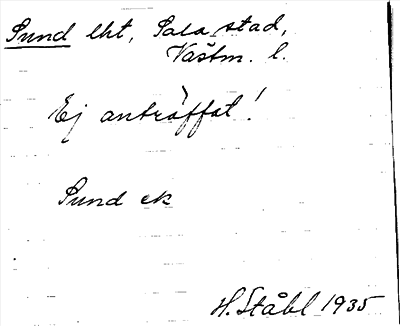 Sund lht, Sala stad,
Västm. l.
Ej anträffat!
Sund ek
H. Ståhl 1935